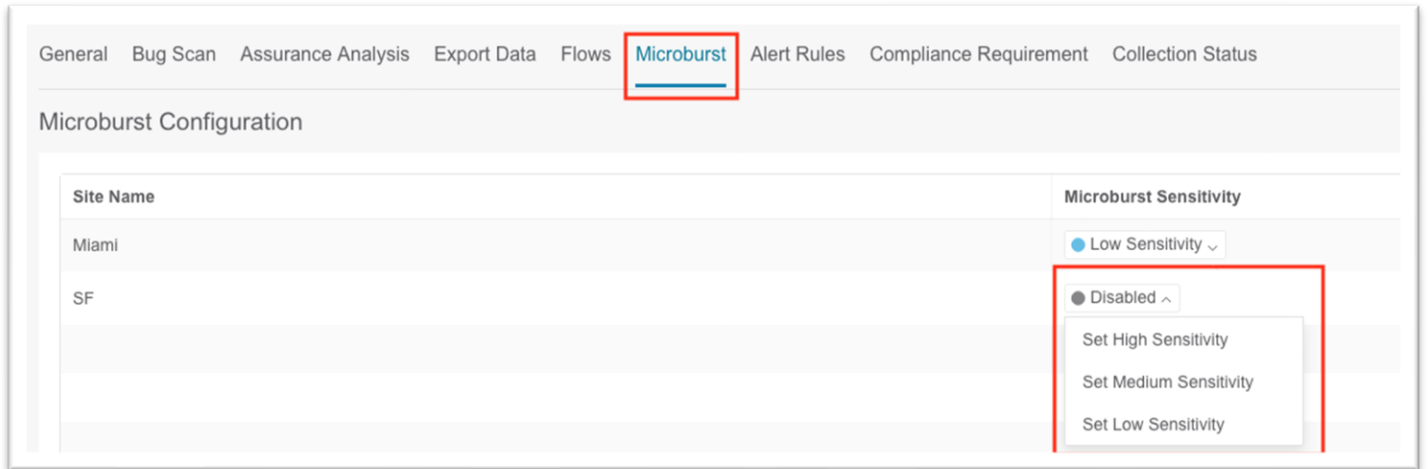 General Bug Scan Assurance Analysis Export Data Flows Microburst Alert Rules Compliance Requirement Collection Status
Microburst Configuration
Site Name Microburst Sensitivity
Miami Low Sensitivity
SF Disabled
Set High Sensitivity
Set Medium Sensitivity
Set Low Sensitivity